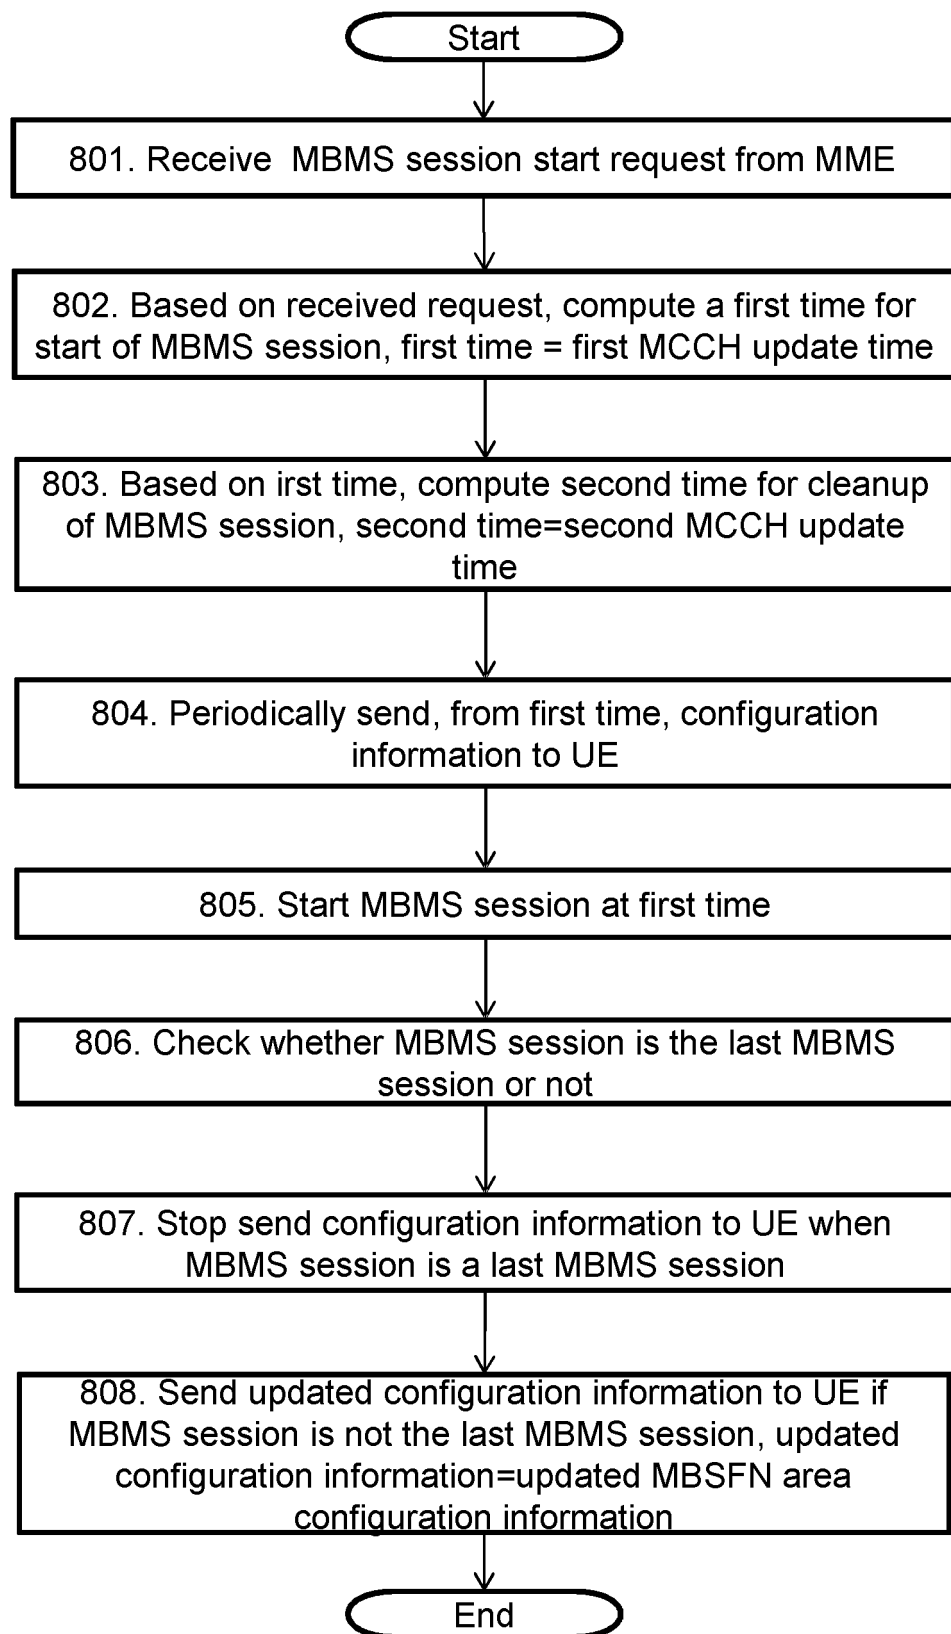 Start
801. Receive MBMS session start request from MME
802. Based on received request, compute a first time for
start of MBMS session, first time = first MCCH update time
803. Based on irst time, compute second time for cleanup
of MBMS session, second time=second MCCH update
time
804. Periodically send, from first time, configuration
information to UE
805. Start MBMS session at first time
806. Check whether MBMS session is the last MBMS
session or not
807. Stop send configuration information to UE when
MBMS session is a last MBMS session
808. Send updated configuration information to UE if
MBMS session is not the last MBMS session, updated
configuration information=updated MBSFN area
configuration information
End